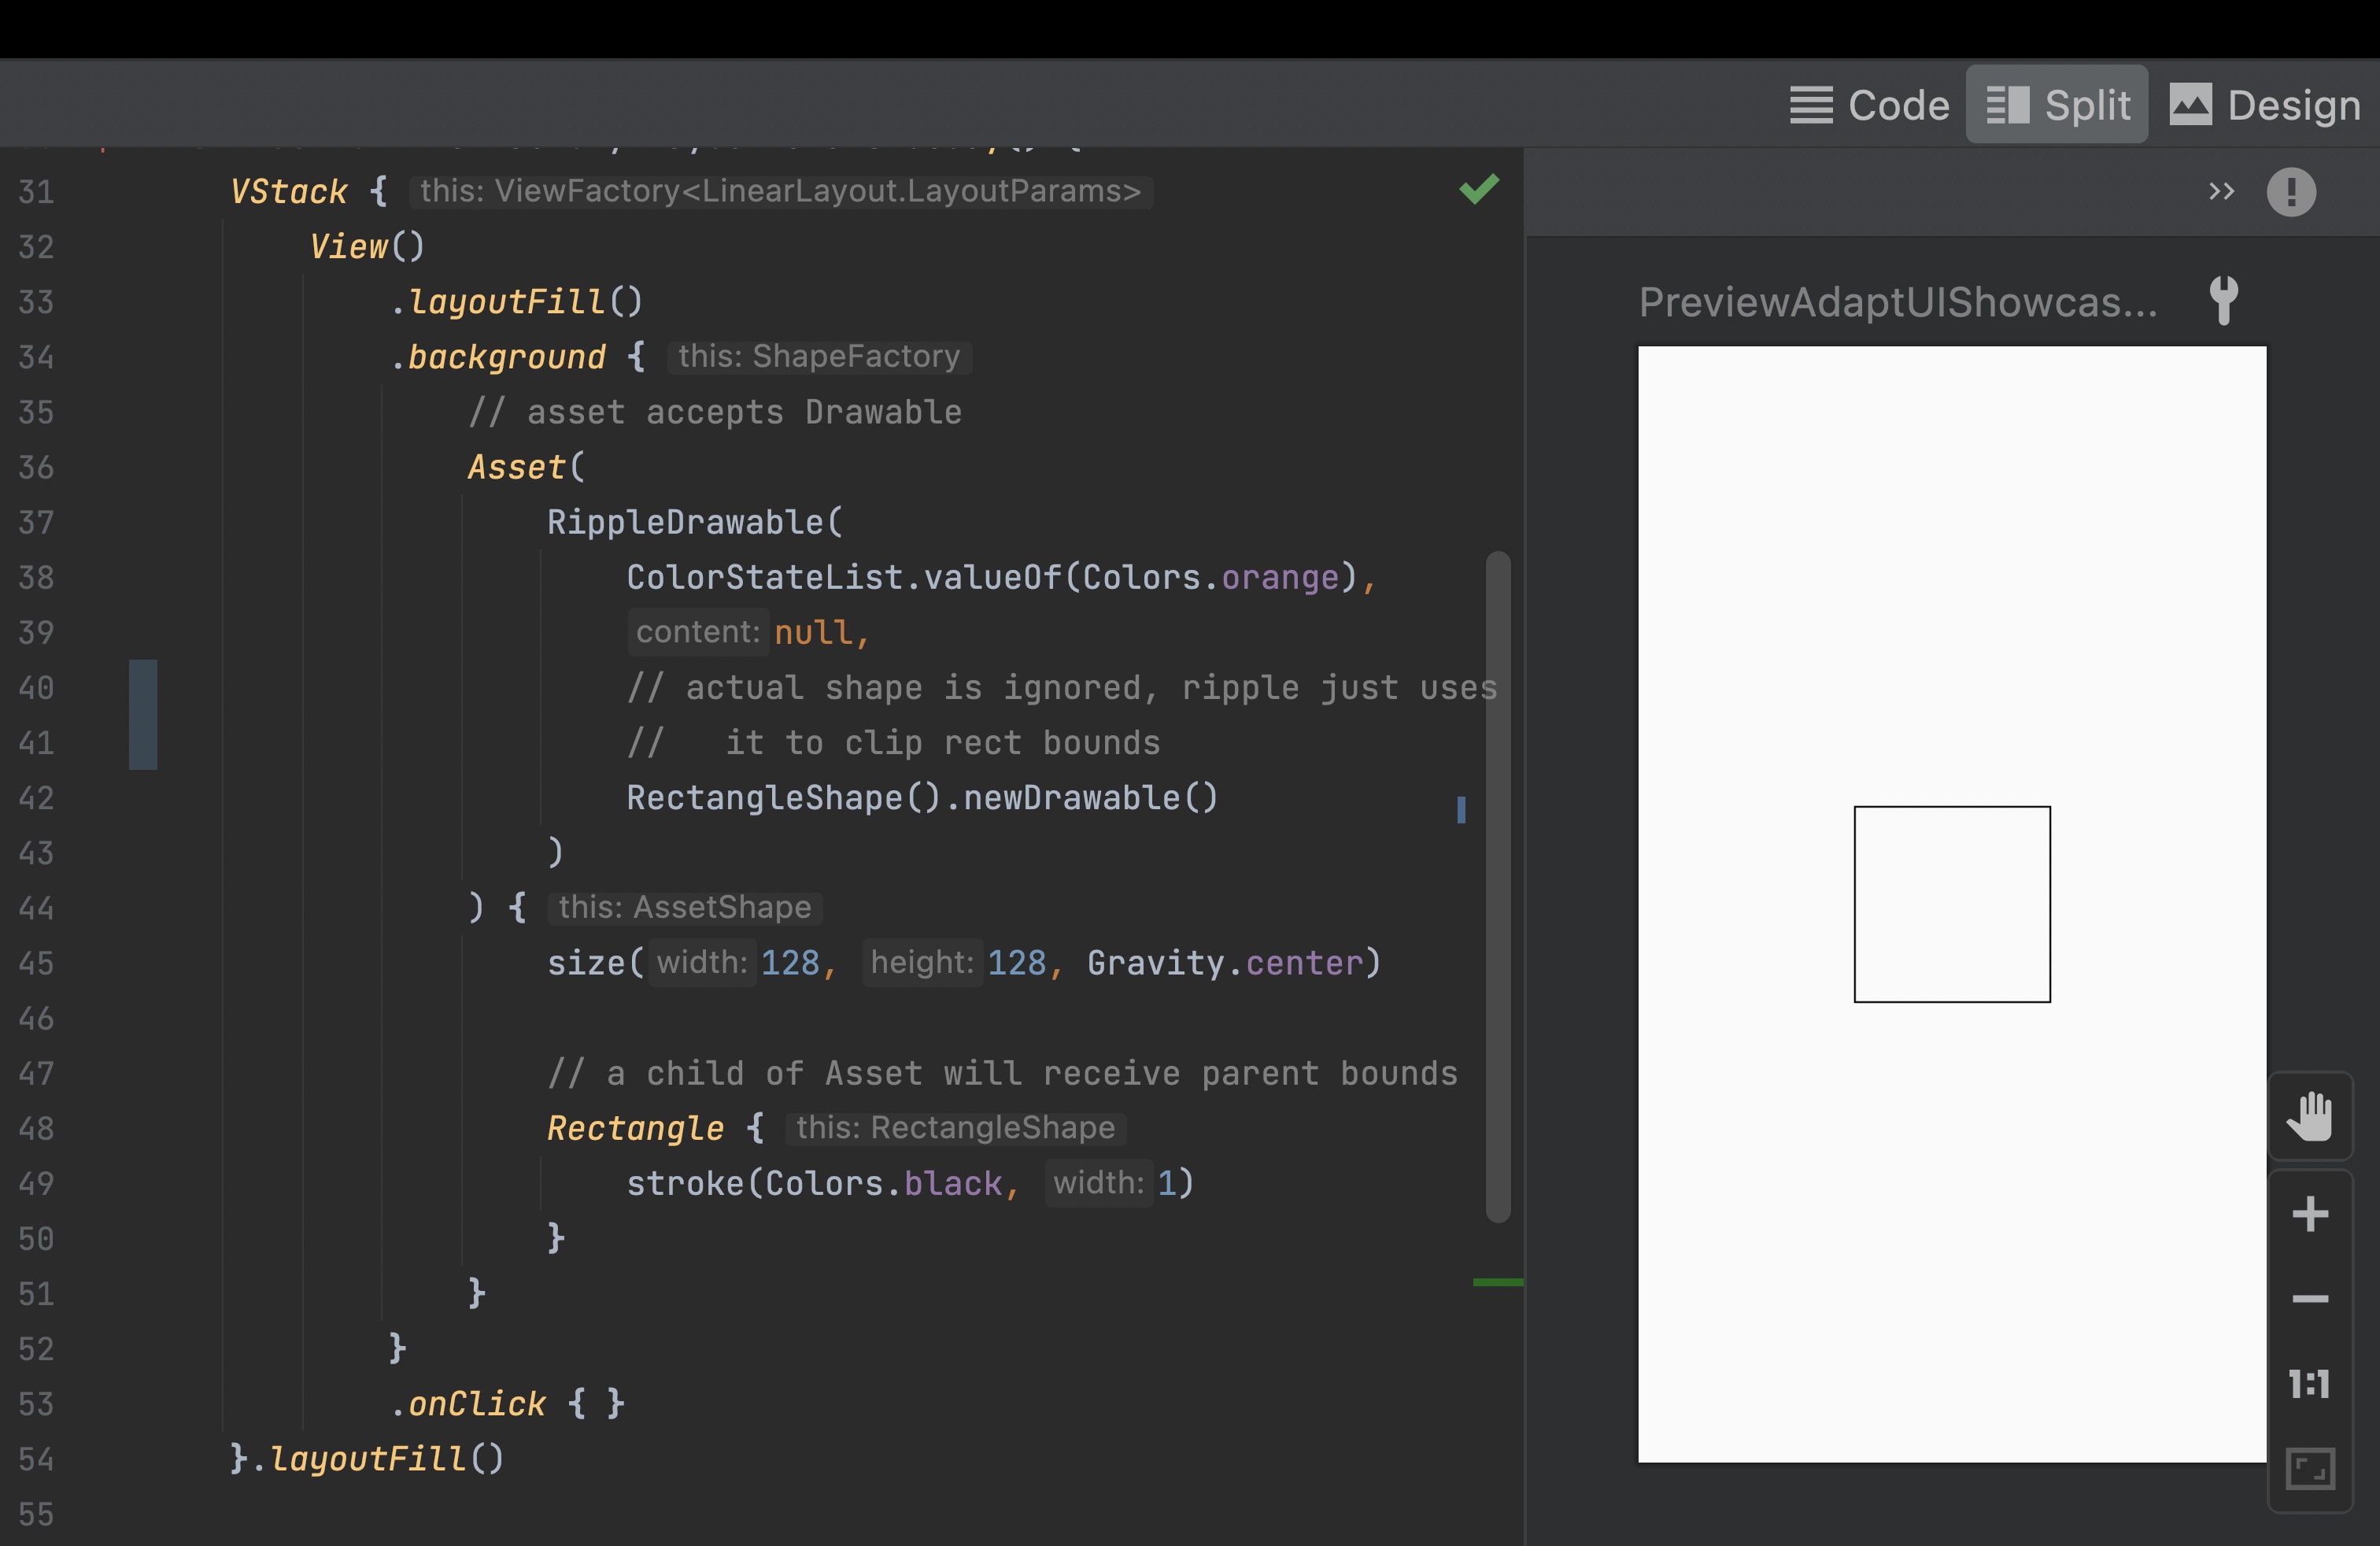 Code Split Design
31 VStack { this: ViewFactory<LinearLayout.LayoutParams>
32 View()
33 .layoutFill()
34 .background { this: ShapeFactory
35 // asset accepts Drawable
36 Asset(
37 RippleDrawable(
38 ColorStateList.valueOf(Colors.orange),
39 content: null,
40 // actual shape is ignored, ripple just uses
41 //   it to clip rect bounds
42 RectangleShape().newDrawable()
43 )
44 ) { this: AssetShape
45 size( width: 128, height: 128, Gravity.center)
46
47 // a child of Asset will receive parent bounds
48 Rectangle { this: RectangleShape
49 stroke(Colors.black, width: 1)
50 }
51 }
52 }
53 .onClick { }
54 }.layoutFill()
55
PreviewAdaptUIShowcas...
1:1